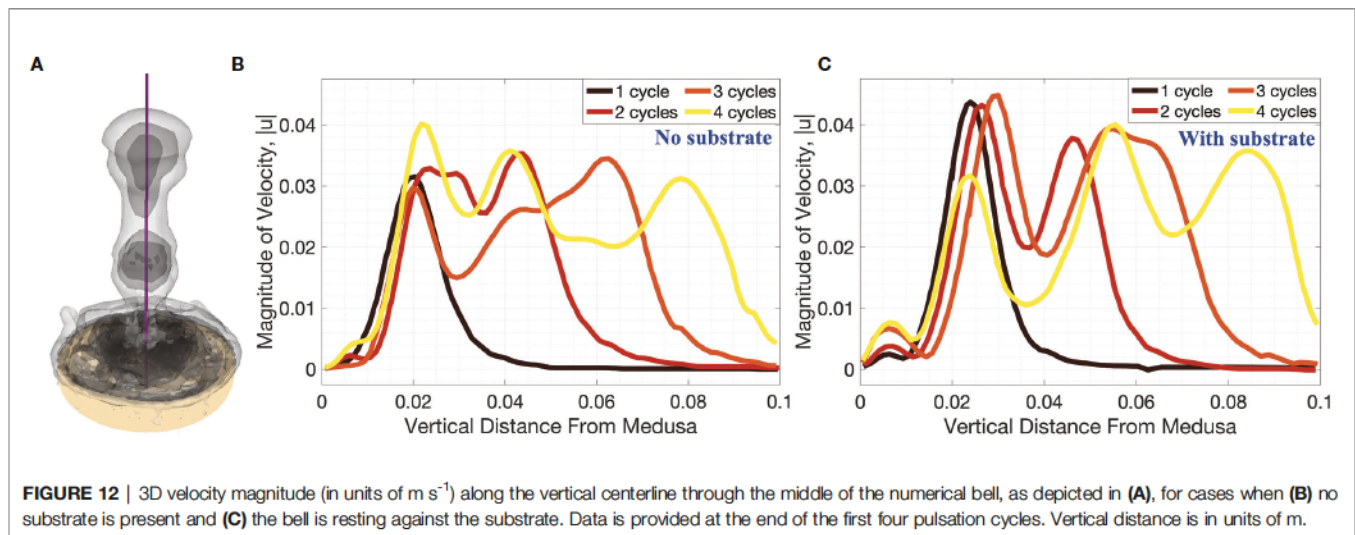 A
B
C
1 cycle
3 cycles
2 cycles
4 cycles
No substrate
Magnitude of Velocity, |u|
0.04
0.03
0.02
0.01
0
0
0.02
0.04
0.06
0.08
0.1
Vertical Distance From Medusa
1 cycle
3 cycles
2 cycles
4 cycles
With substrate
Magnitude of Velocity, |u|
0.04
0.03
0.02
0.01
0
0
0.02
0.04
0.06
0.08
0.1
Vertical Distance From Medusa
FIGURE 12 | 3D velocity magnitude (in units of m s⁻¹) along the vertical centerline through the middle of the numerical bell, as depicted in (A), for cases when (B) no
substrate is present and (C) the bell is resting against the substrate. Data is provided at the end of the first four pulsation cycles. Vertical distance is in units of m.